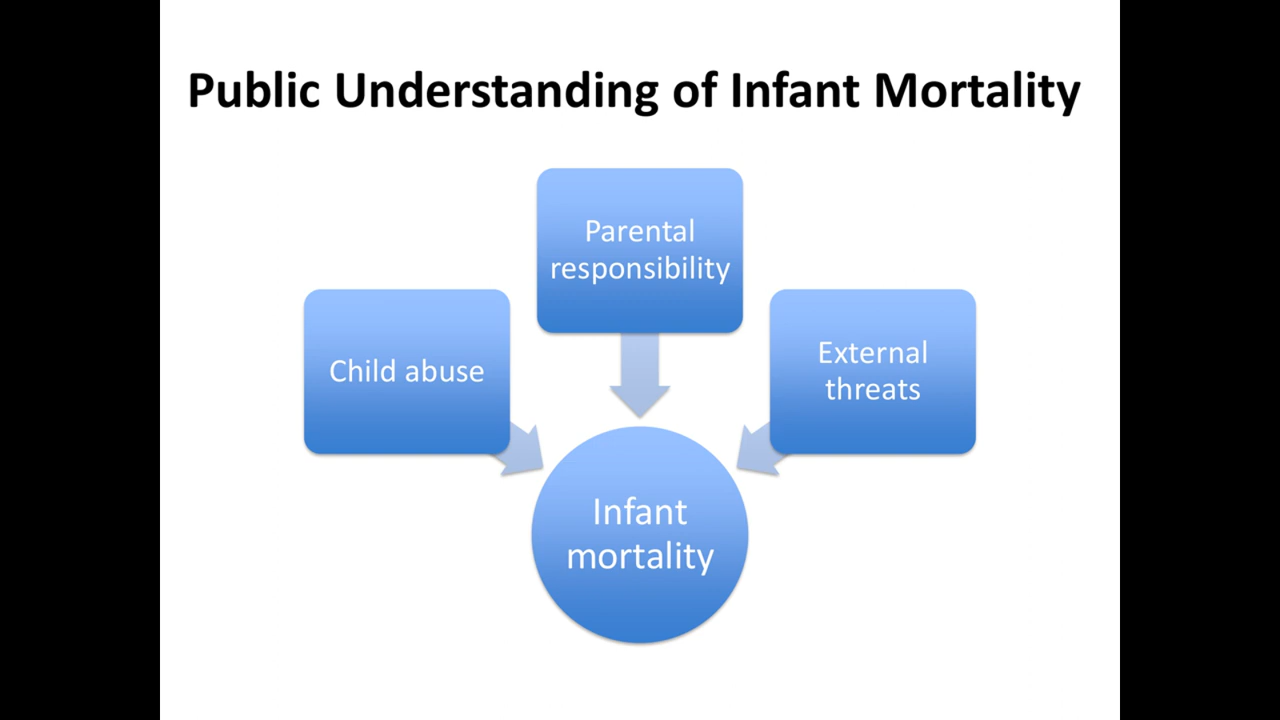 Public Understanding of Infant Mortality
Parental
responsibility
Child abuse
External
threats
Infant
mortality